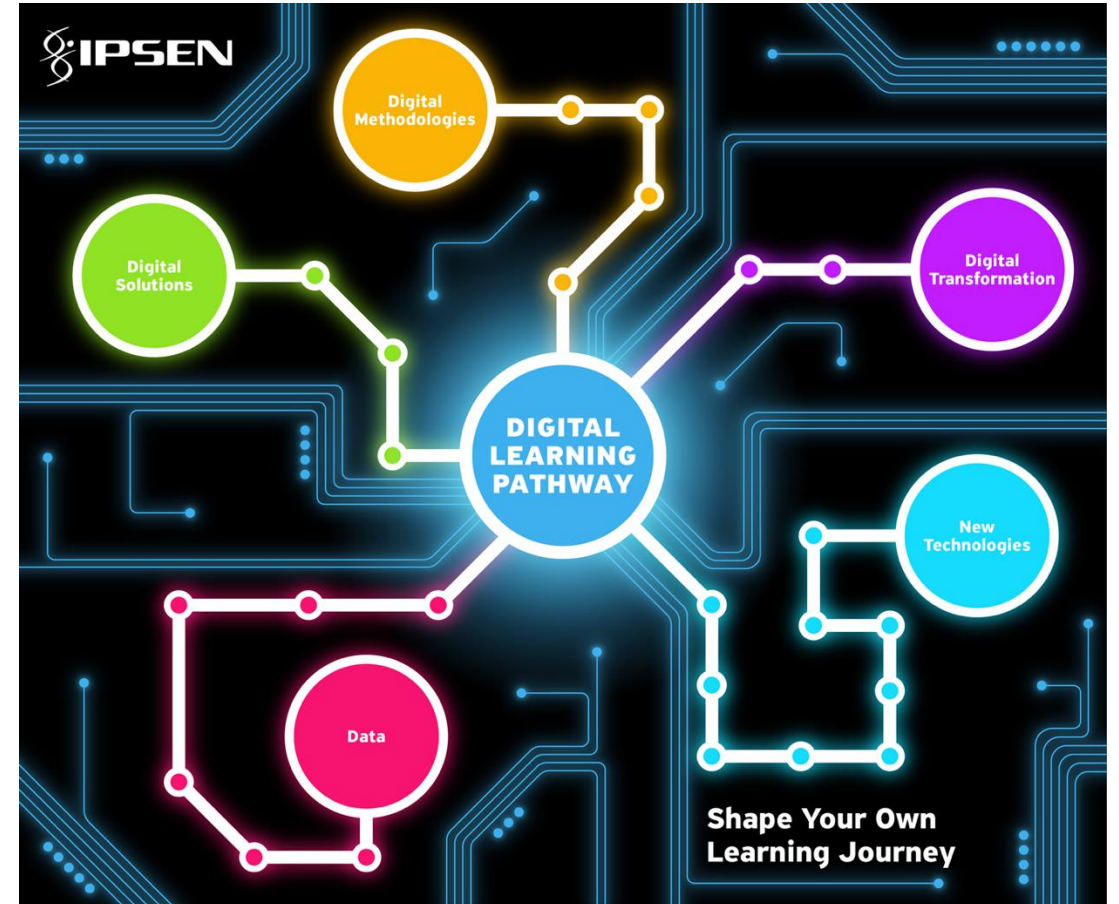 IPSEN
Digital
Methodologies
Digital
Solutions
Digital
Transformation
DIGITAL
LEARNING
PATHWAY
New
Technologies
Data
Shape Your Own
Learning Journey